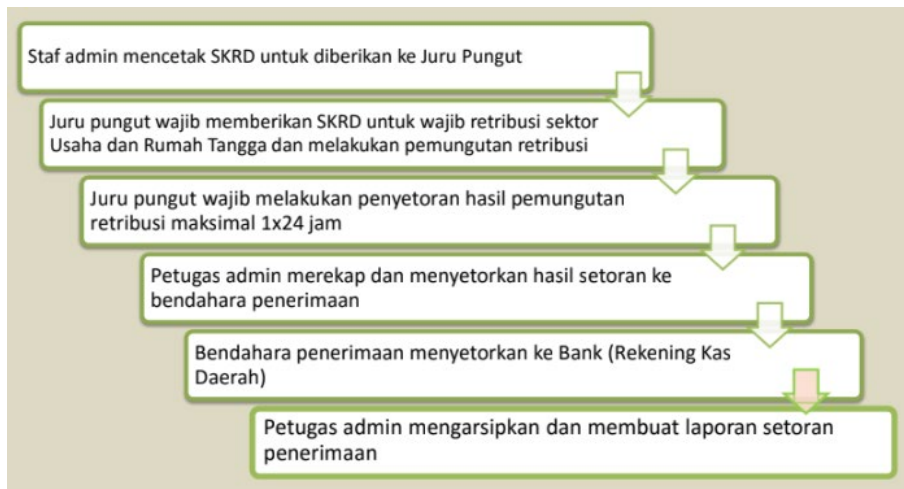 Staf admin mencetak SKRD untuk diberikan ke Juru Pungut
Juru pungut wajib memberikan SKRD untuk wajib retribusi sektor
Usaha dan Rumah Tangga dan melakukan pemungutan retribusi
Juru pungut wajib melakukan penyetoran hasil pemungutan
retribusi maksimal 1x24 jam
Petugas admin merekap dan menyetorkan hasil setoran ke
bendahara penerimaan
Bendahara penerimaan menyetorkan ke Bank (Rekening Kas
Daerah)
Petugas admin mengarsipkan dan membuat laporan setoran
penerimaan